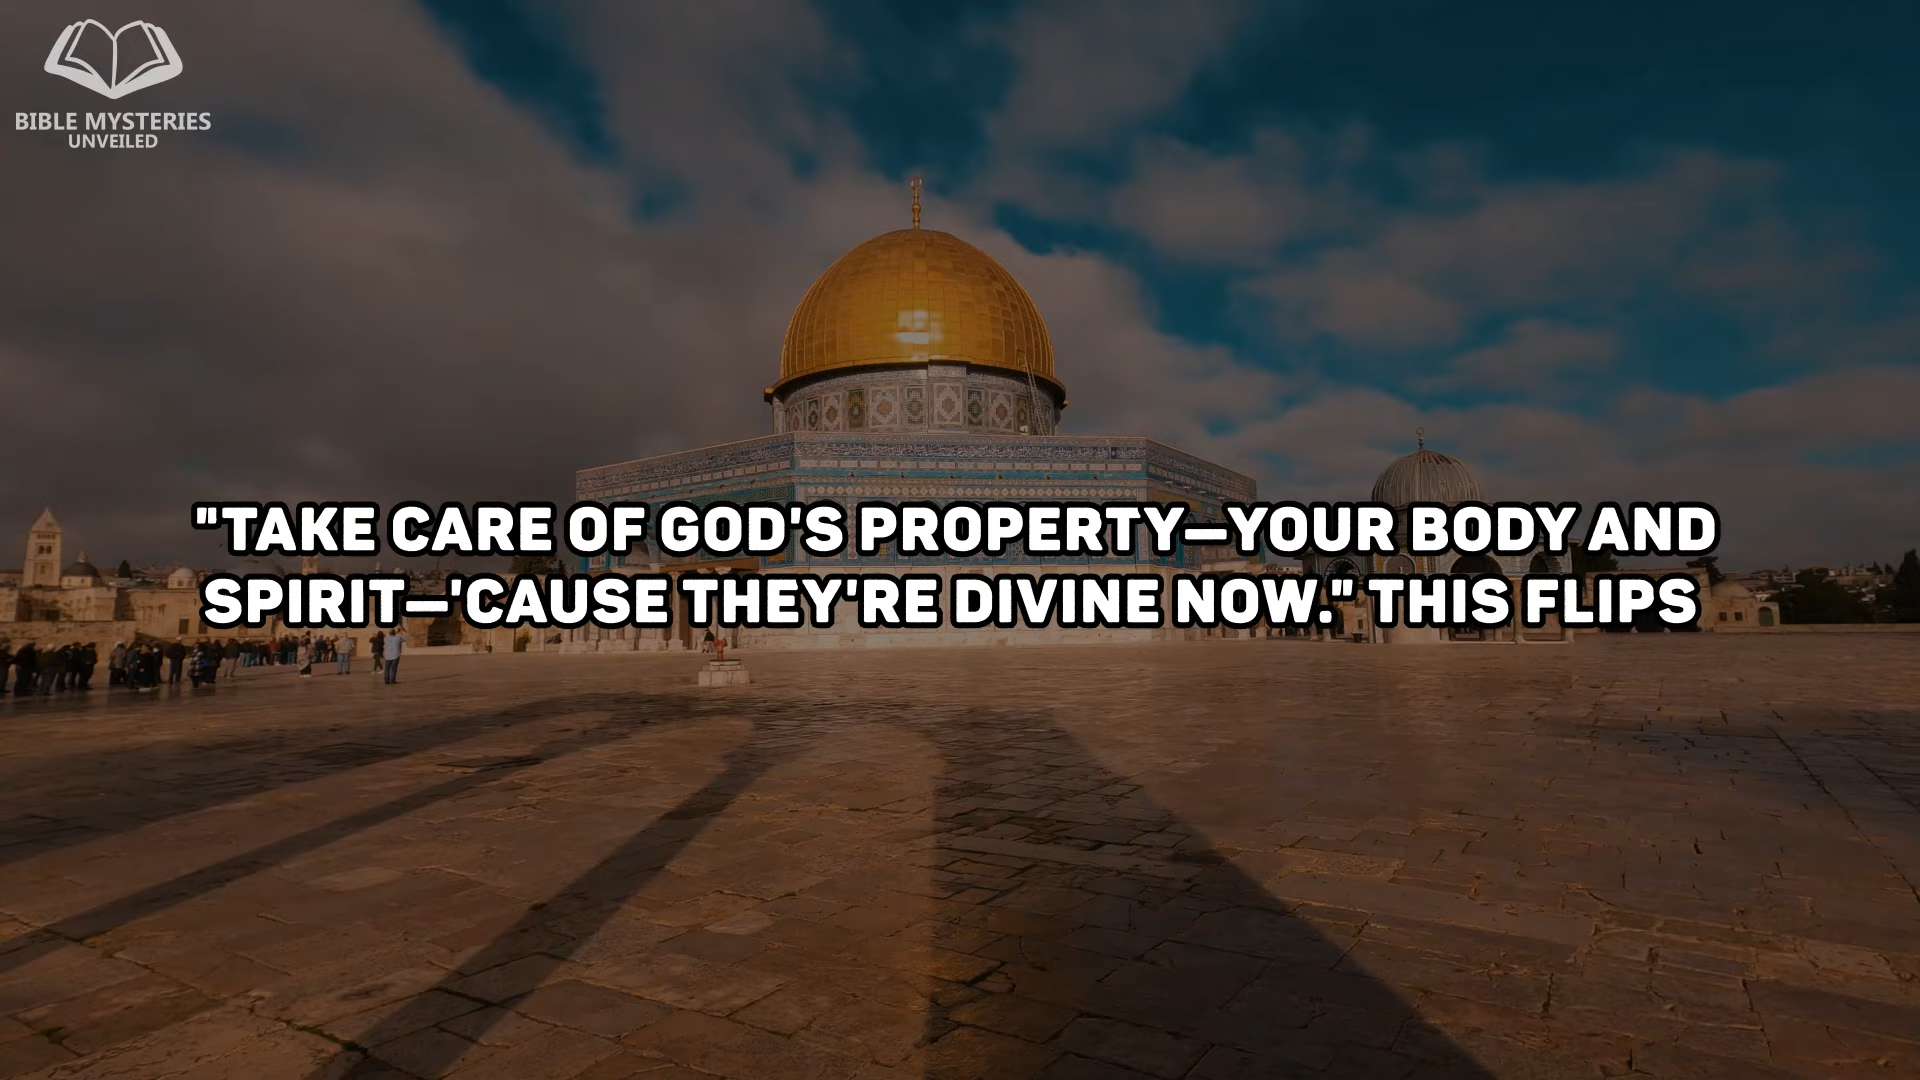 BIBLE MYSTERIES
UNVEILED
"TAKE CARE OF GOD'S PROPERTY—YOUR BODY AND
SPIRIT—'CAUSE THEY'RE DIVINE NOW." THIS FLIPS